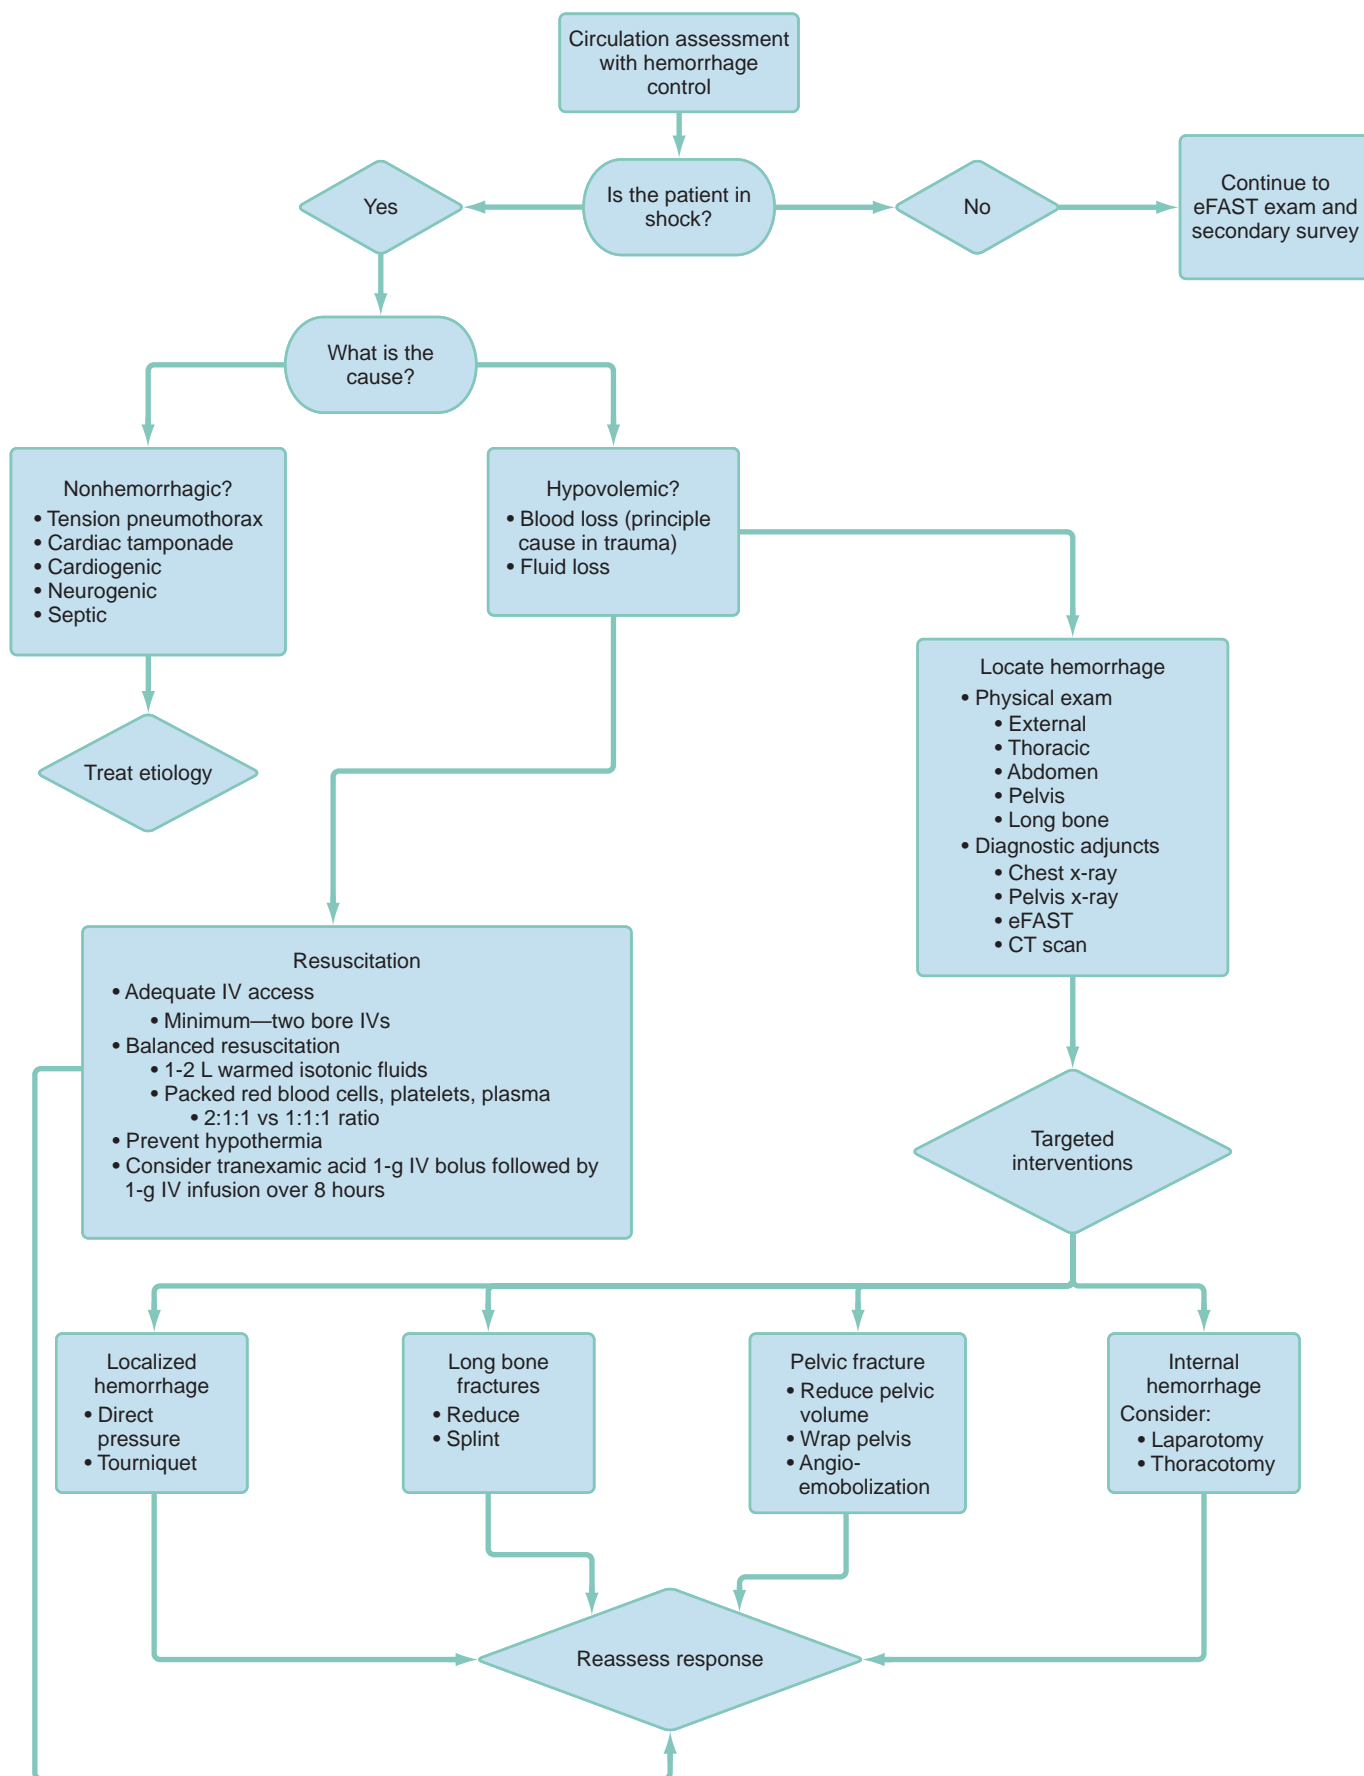 Circulation assessment
with hemorrhage
control
Yes
Is the patient in
shock?
No
Continue to
eFAST exam and
secondary survey
What is the
cause?
Nonhemorrhagic?
• Tension pneumothorax
• Cardiac tamponade
• Cardiogenic
• Neurogenic
• Septic
Hypovolemic?
• Blood loss (principle
cause in trauma)
• Fluid loss
Treat etiology
Locate hemorrhage
• Physical exam
• External
• Thoracic
• Abdomen
• Pelvis
• Long bone
• Diagnostic adjuncts
• Chest x-ray
• Pelvis x-ray
• eFAST
• CT scan
Resuscitation
• Adequate IV access
• Minimum—two bore IVs
• Balanced resuscitation
• 1-2 L warmed isotonic fluids
• Packed red blood cells, platelets, plasma
• 2:1:1 vs 1:1:1 ratio
• Prevent hypothermia
• Consider tranexamic acid 1-g IV bolus followed by
1-g IV infusion over 8 hours
Targeted
interventions
Localized
hemorrhage
• Direct
pressure
• Tourniquet
Long bone
fractures
• Reduce
• Splint
Pelvic fracture
• Reduce pelvic
volume
• Wrap pelvis
• Angio-
emobolization
Internal
hemorrhage
Consider:
• Laparotomy
• Thoracotomy
Reassess response